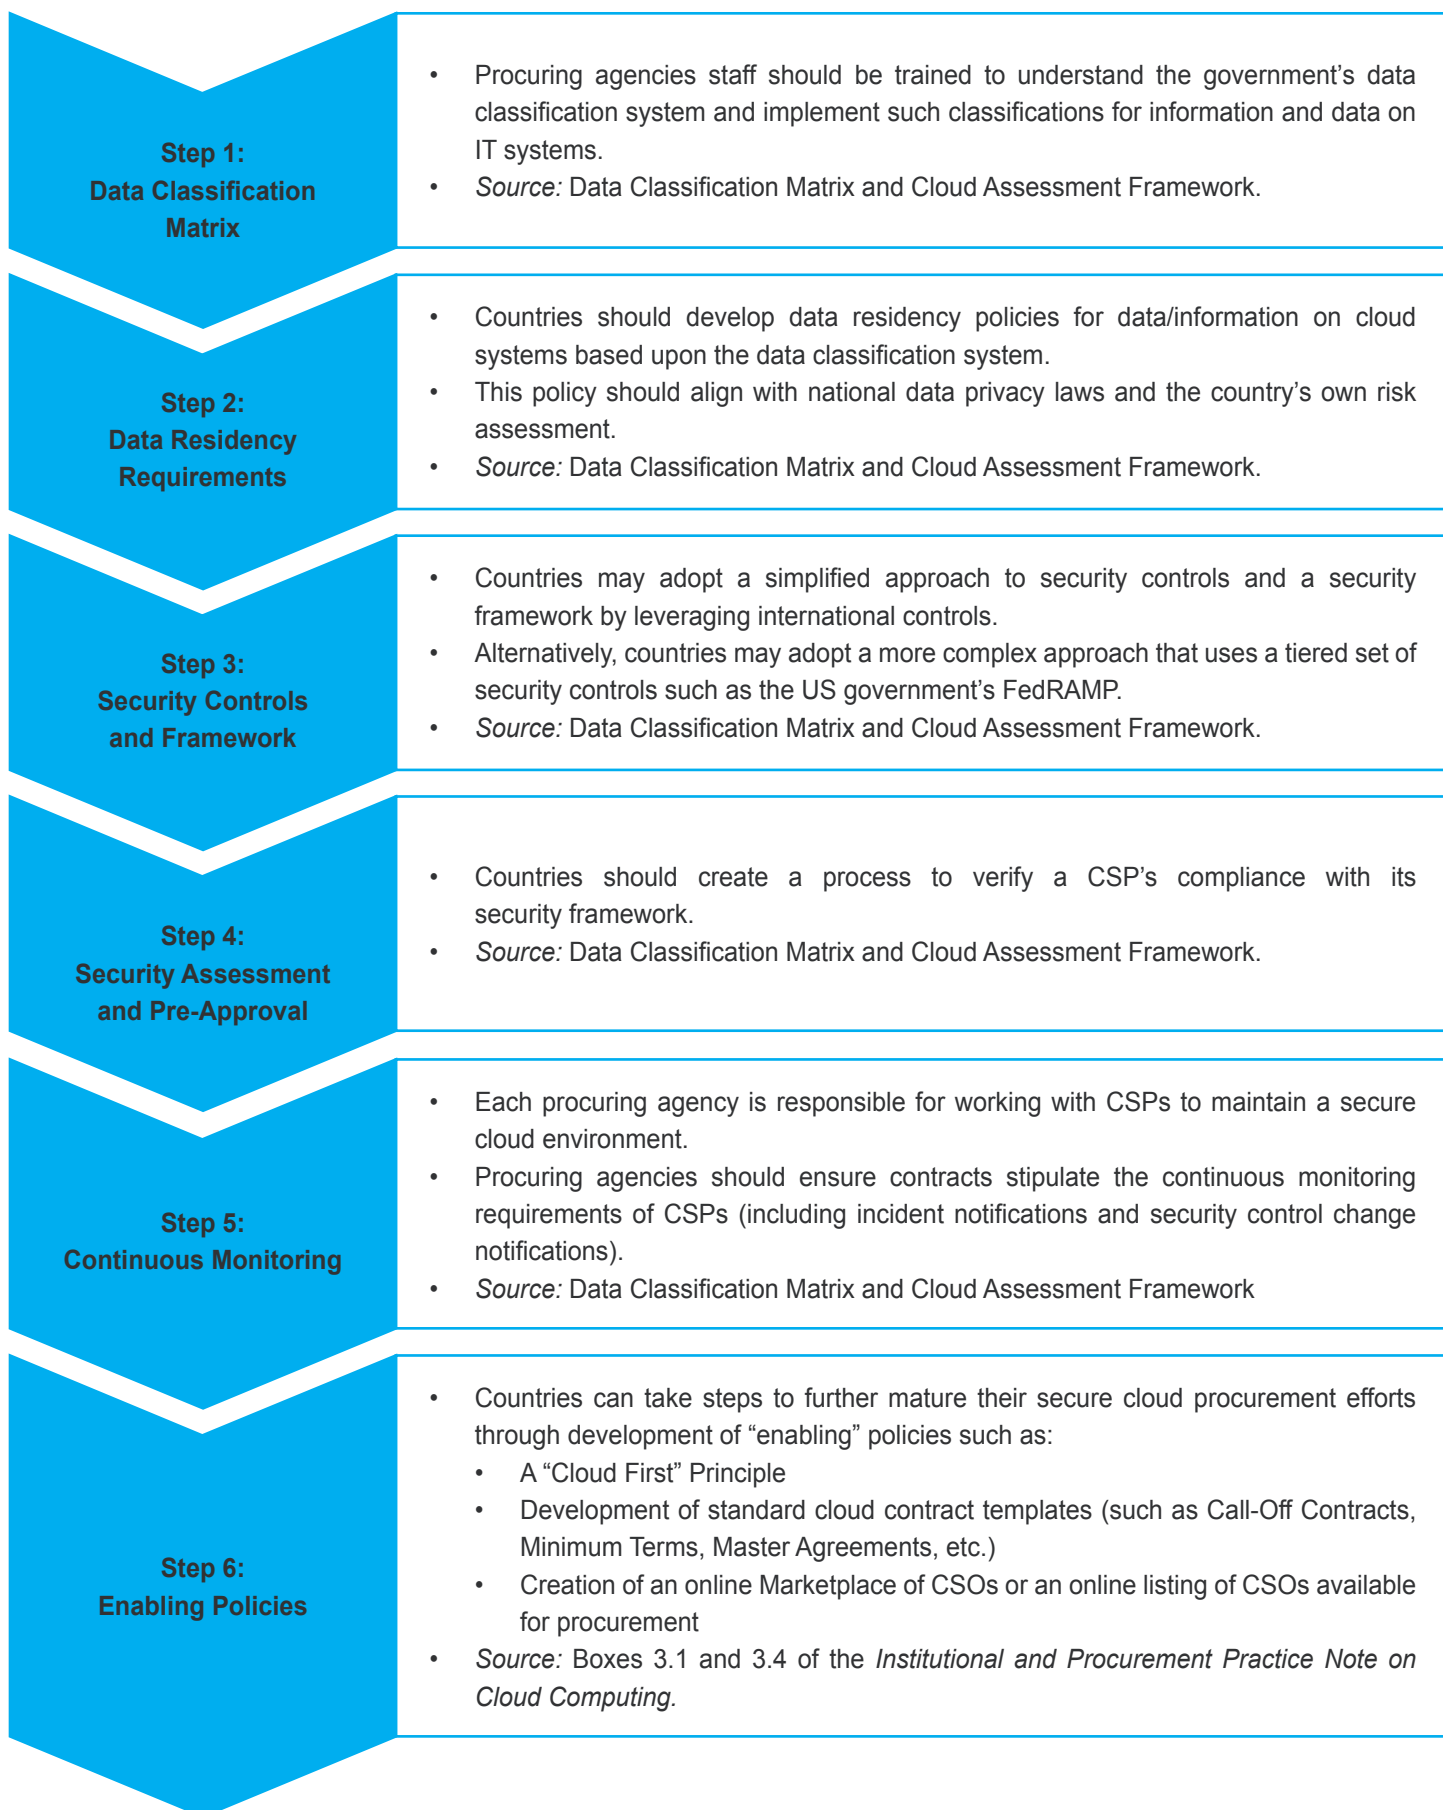 Step 1:
Data Classification
Matrix
• Procuring agencies staff should be trained to understand the government’s data
classification system and implement such classifications for information and data on
IT systems.
• Source: Data Classification Matrix and Cloud Assessment Framework.
Step 2:
Data Residency
Requirements
• Countries should develop data residency policies for data/information on cloud
systems based upon the data classification system.
• This policy should align with national data privacy laws and the country’s own risk
assessment.
• Source: Data Classification Matrix and Cloud Assessment Framework.
Step 3:
Security Controls
and Framework
• Countries may adopt a simplified approach to security controls and a security
framework by leveraging international controls.
• Alternatively, countries may adopt a more complex approach that uses a tiered set of
security controls such as the US government’s FedRAMP.
• Source: Data Classification Matrix and Cloud Assessment Framework.
Step 4:
Security Assessment
and Pre-Approval
• Countries should create a process to verify a CSP’s compliance with its
security framework.
• Source: Data Classification Matrix and Cloud Assessment Framework.
Step 5:
Continuous Monitoring
• Each procuring agency is responsible for working with CSPs to maintain a secure
cloud environment.
• Procuring agencies should ensure contracts stipulate the continuous monitoring
requirements of CSPs (including incident notifications and security control change
notifications).
• Source: Data Classification Matrix and Cloud Assessment Framework
Step 6:
Enabling Policies
• Countries can take steps to further mature their secure cloud procurement efforts
through development of “enabling” policies such as:
• A “Cloud First” Principle
• Development of standard cloud contract templates (such as Call-Off Contracts,
Minimum Terms, Master Agreements, etc.)
• Creation of an online Marketplace of CSOs or an online listing of CSOs available
for procurement
• Source: Boxes 3.1 and 3.4 of the Institutional and Procurement Practice Note on
Cloud Computing.